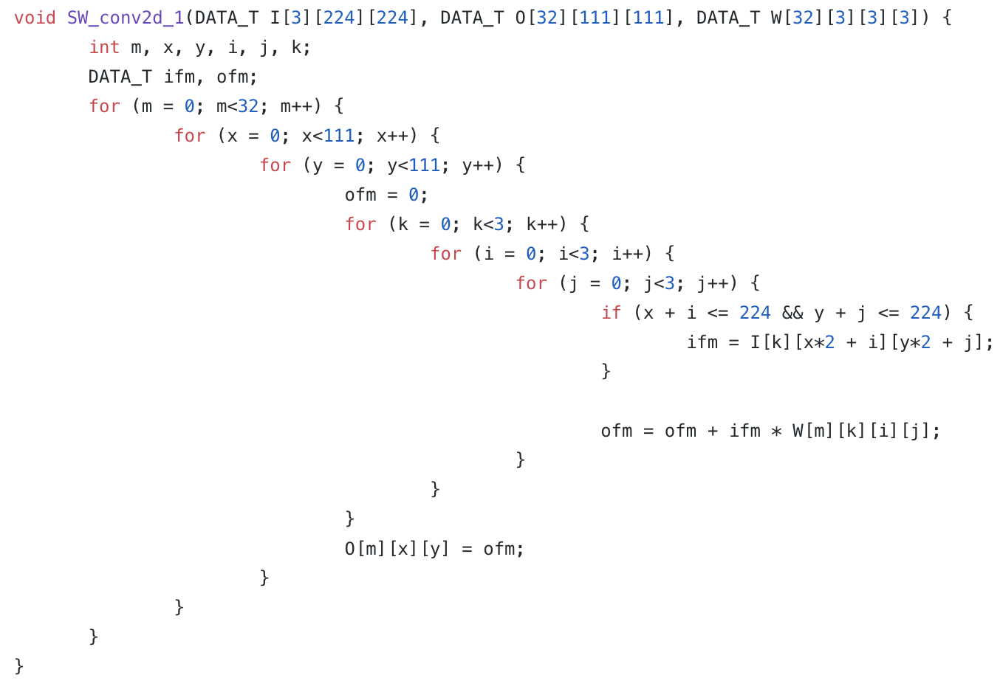 void SW_conv2d_1(DATA_T I[3][224][224], DATA_T O[32][111][111], DATA_T W[32][3][3][3]) {
int m, x, y, i, j, k;
DATA_T ifm, ofm;
for (m = 0; m<32; m++) {
for (x = 0; x<111; x++) {
for (y = 0; y<111; y++) {
ofm = 0;
for (k = 0; k<3; k++) {
for (i = 0; i<3; i++) {
for (j = 0; j<3; j++) {
if (x + i <= 224 && y + j <= 224) {
ifm = I[k][x*2 + i][y*2 + j];
}
ofm = ofm + ifm * W[m][k][i][j];
}
}
}
O[m][x][y] = ofm;
}
}
}
}